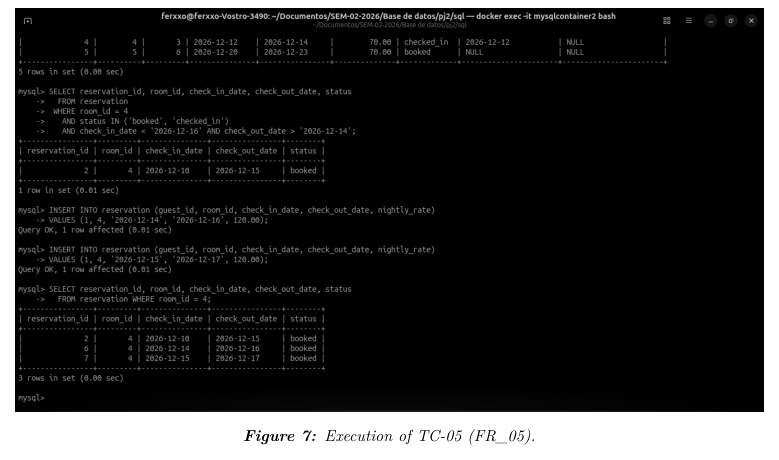 ferxxo@ferxxo-Vostro-3490: ~/Documentos/SEM-02-2026/Base de datos/pj2/sql — docker exec -it mysqlcontainer2 bash
~/Documentos/SEM-02-2026/Base de datos/pj2/sql
|             4 |        4 |       3 | 2026-12-12    | 2026-12-14     |        70.00 | checked_in | 2026-12-12      | NULL             |
|             5 |        5 |       6 | 2026-12-20    | 2026-12-23     |        70.00 | booked     | NULL            | NULL             |
5 rows in set (0.00 sec)
mysql> SELECT reservation_id, room_id, check_in_date, check_out_date, status
    ->   FROM reservation
    ->  WHERE room_id = 4
    ->    AND status IN ('booked', 'checked_in')
    ->    AND check_in_date < '2026-12-16' AND check_out_date > '2026-12-14';
| reservation_id | room_id | check_in_date | check_out_date | status |
|              2 |       4 | 2026-12-10    | 2026-12-15     | booked |
1 row in set (0.01 sec)
mysql> INSERT INTO reservation (guest_id, room_id, check_in_date, check_out_date, nightly_rate)
    -> VALUES (1, 4, '2026-12-14', '2026-12-16', 120.00);
Query OK, 1 row affected (0.01 sec)
mysql> INSERT INTO reservation (guest_id, room_id, check_in_date, check_out_date, nightly_rate)
    -> VALUES (1, 4, '2026-12-15', '2026-12-17', 120.00);
Query OK, 1 row affected (0.01 sec)
mysql> SELECT reservation_id, room_id, check_in_date, check_out_date, status
    ->   FROM reservation WHERE room_id = 4;
| reservation_id | room_id | check_in_date | check_out_date | status |
|              2 |       4 | 2026-12-10    | 2026-12-15     | booked |
|              6 |       4 | 2026-12-14    | 2026-12-16     | booked |
|              7 |       4 | 2026-12-15    | 2026-12-17     | booked |
3 rows in set (0.00 sec)
mysql>
Figure 7: Execution of TC-05 (FR_05).